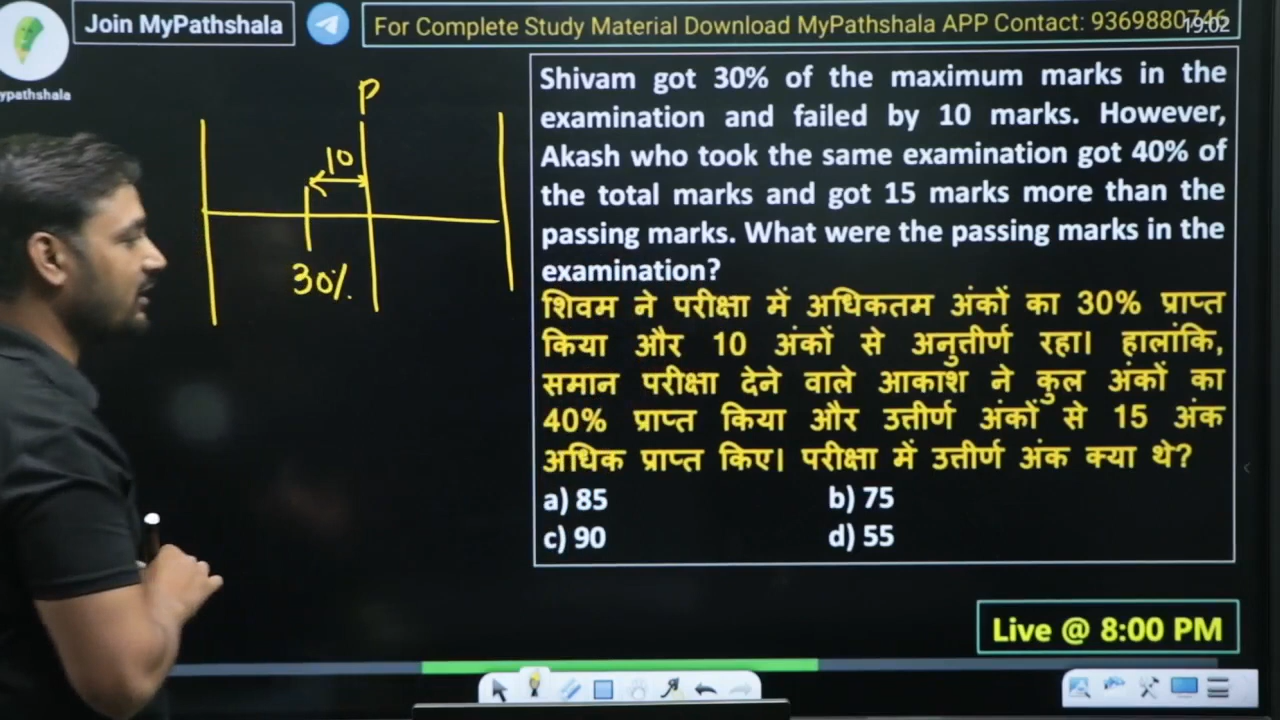 Join MyPathshala
For Complete Study Material Download MyPathshala APP Contact: 9369880746
19:02
ypathshala
P
10
30%
Shivam got 30% of the maximum marks in the
examination and failed by 10 marks. However,
Akash who took the same examination got 40% of
the total marks and got 15 marks more than the
passing marks. What were the passing marks in the
examination?
शिवम ने परीक्षा में अधिकतम अंकों का 30% प्राप्त
किया और 10 अंकों से अनुत्तीर्ण रहा। हालांकि,
समान परीक्षा देने वाले आकाश ने कुल अंकों का
40% प्राप्त किया और उत्तीर्ण अंकों से 15 अंक
अधिक प्राप्त किए। परीक्षा में उत्तीर्ण अंक क्या थे?
a) 85 b) 75
c) 90 d) 55
Live @ 8:00 PM